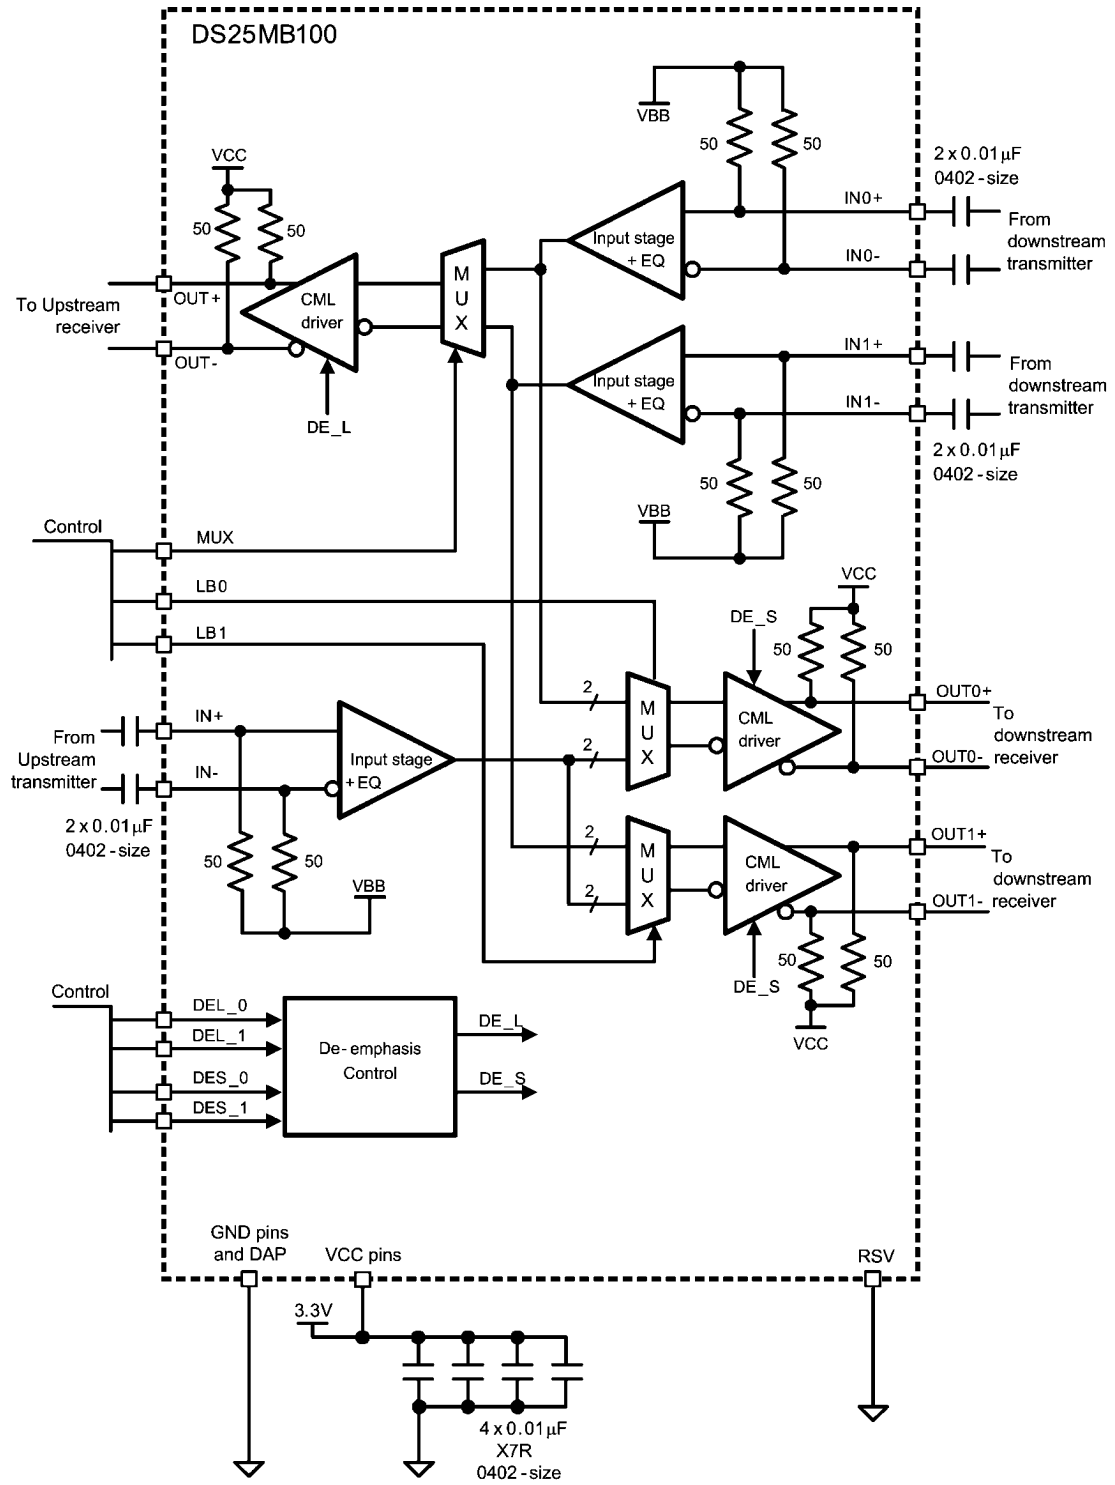 DS25MB100
VBB
50
50
2 x 0.01µF
0402-size
IN0+
From
downstream
transmitter
IN0-
Input stage
+ EQ
VCC
50
50
OUT+
To Upstream
receiver
OUT-
CML
driver
DE_L
MUX
IN1+
From
downstream
transmitter
IN1-
Input stage
+ EQ
2 x 0.01µF
0402-size
50
50
VBB
Control
MUX
LB0
LB1
VCC
DE_S
50
50
2
2
MUX
CML
driver
OUT0+
To
downstream
receiver
OUT0-
IN+
From
Upstream
transmitter
IN-
Input stage
+ EQ
2 x 0.01µF
0402-size
50
50
VBB
2
2
MUX
CML
driver
OUT1+
To
downstream
receiver
OUT1-
DE_S
50
50
VCC
Control
DEL_0
DEL_1
DES_0
DES_1
De-emphasis
Control
DE_L
DE_S
GND pins
and DAP
VCC pins
RSV
3.3V
4 x 0.01µF
X7R
0402-size